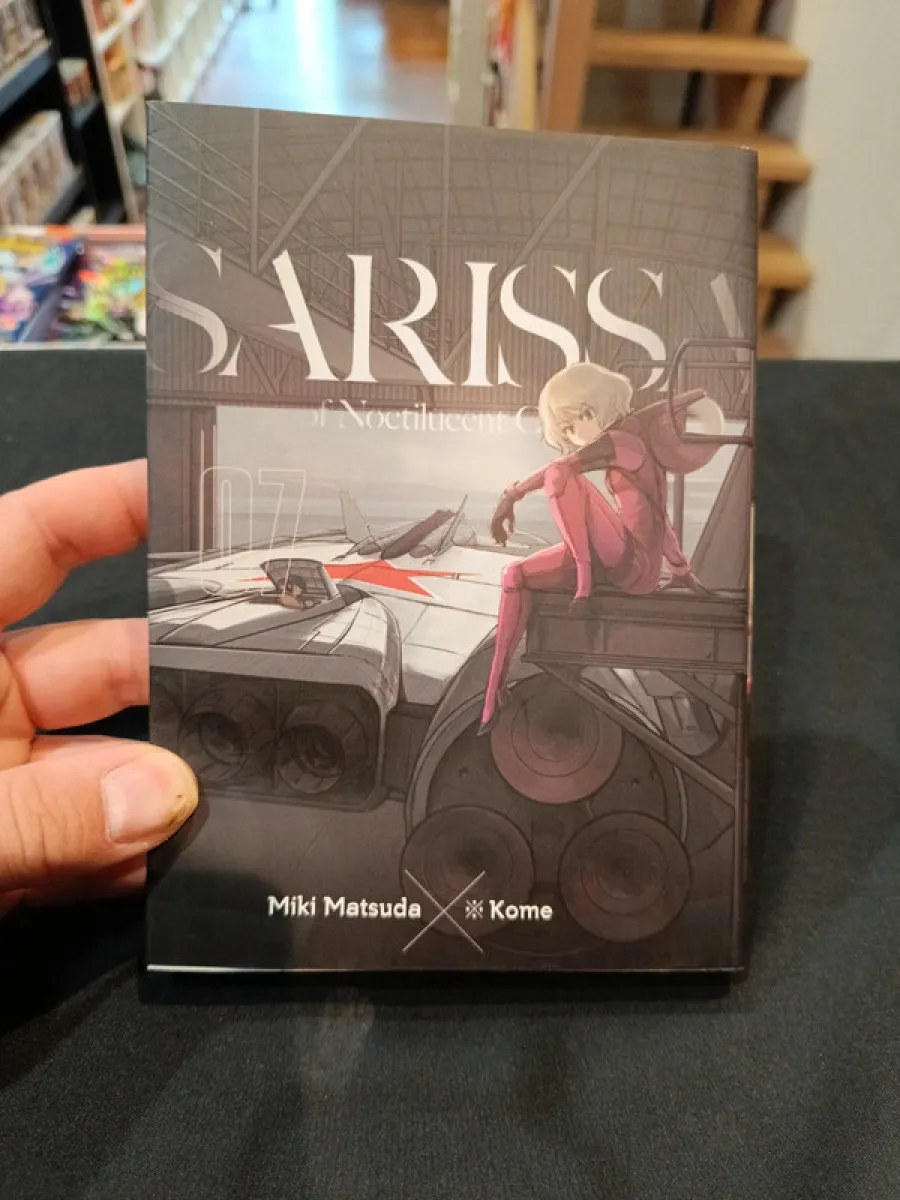 SARISSA
of Noctilucent C
07
Miki Matsuda
※ Kome